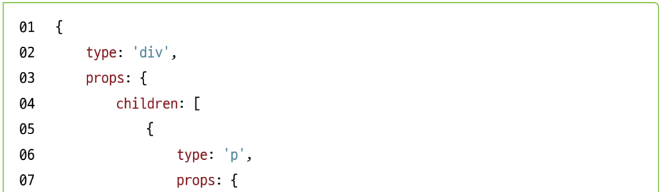 01 {
02     type: 'div',
03     props: {
04         children: [
05             {
06                 type: 'p',
07                 props: {